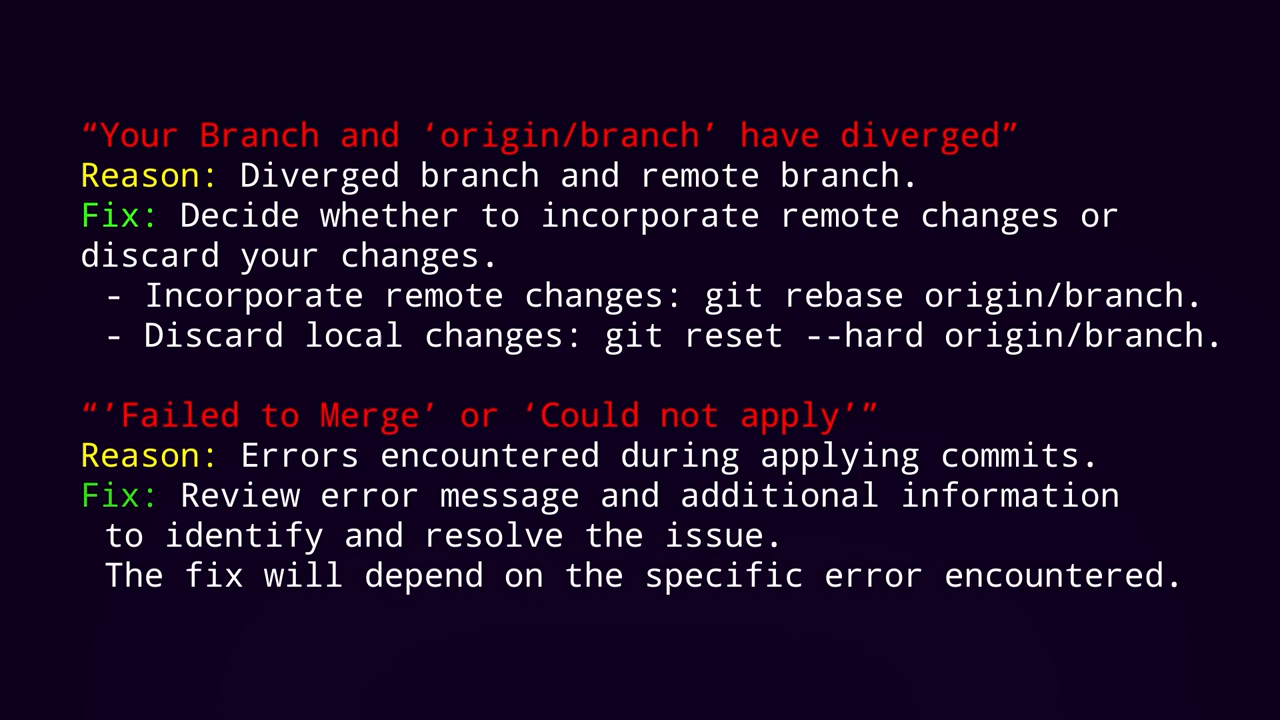 “Your Branch and ‘origin/branch’ have diverged”
Reason: Diverged branch and remote branch.
Fix: Decide whether to incorporate remote changes or
discard your changes.
- Incorporate remote changes: git rebase origin/branch.
- Discard local changes: git reset --hard origin/branch.
“’Failed to Merge’ or ‘Could not apply’”
Reason: Errors encountered during applying commits.
Fix: Review error message and additional information
to identify and resolve the issue.
The fix will depend on the specific error encountered.